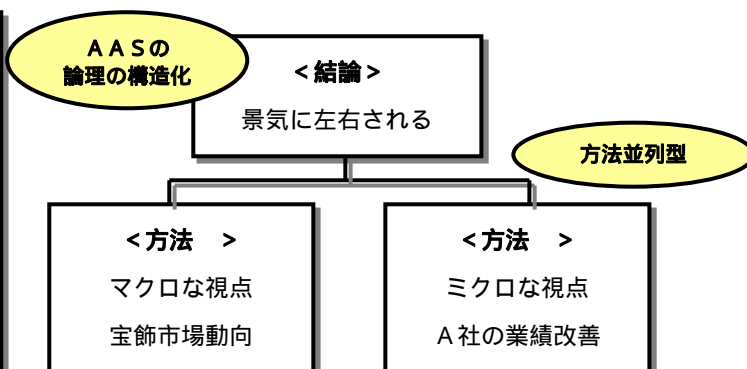 ＡＡＳの
論理の構造化
＜結論＞
景気に左右される
方法並列型
＜方法　＞
マクロな視点
宝飾市場動向
＜方法　＞
ミクロな視点
Ａ社の業績改善